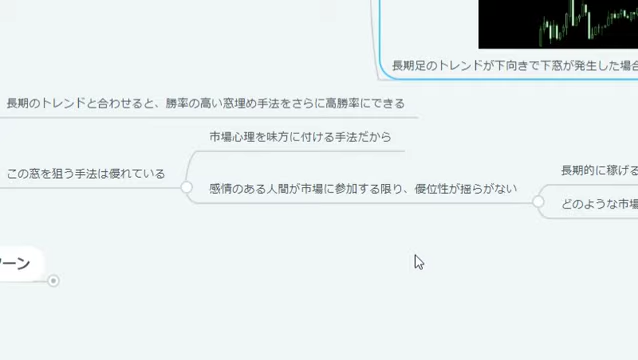 長期足のトレンドが下向きで下窓が発生した場合
長期のトレンドと合わせると、勝率の高い窓埋め手法をさらに高勝率にできる
市場心理を味方に付ける手法だから
この窓を狙う手法は優れている
感情のある人間が市場に参加する限り、優位性が揺らがない
長期的に稼げる
どのような市場
ターン